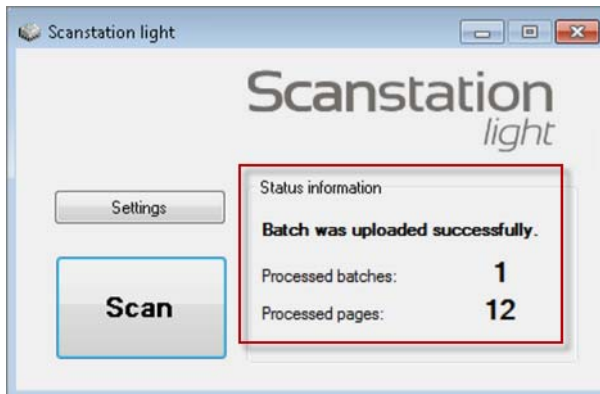 Scanstation light
Scanstation
light
Settings
Scan
Status information
Batch was uploaded successfully.
Processed batches: 1
Processed pages: 12